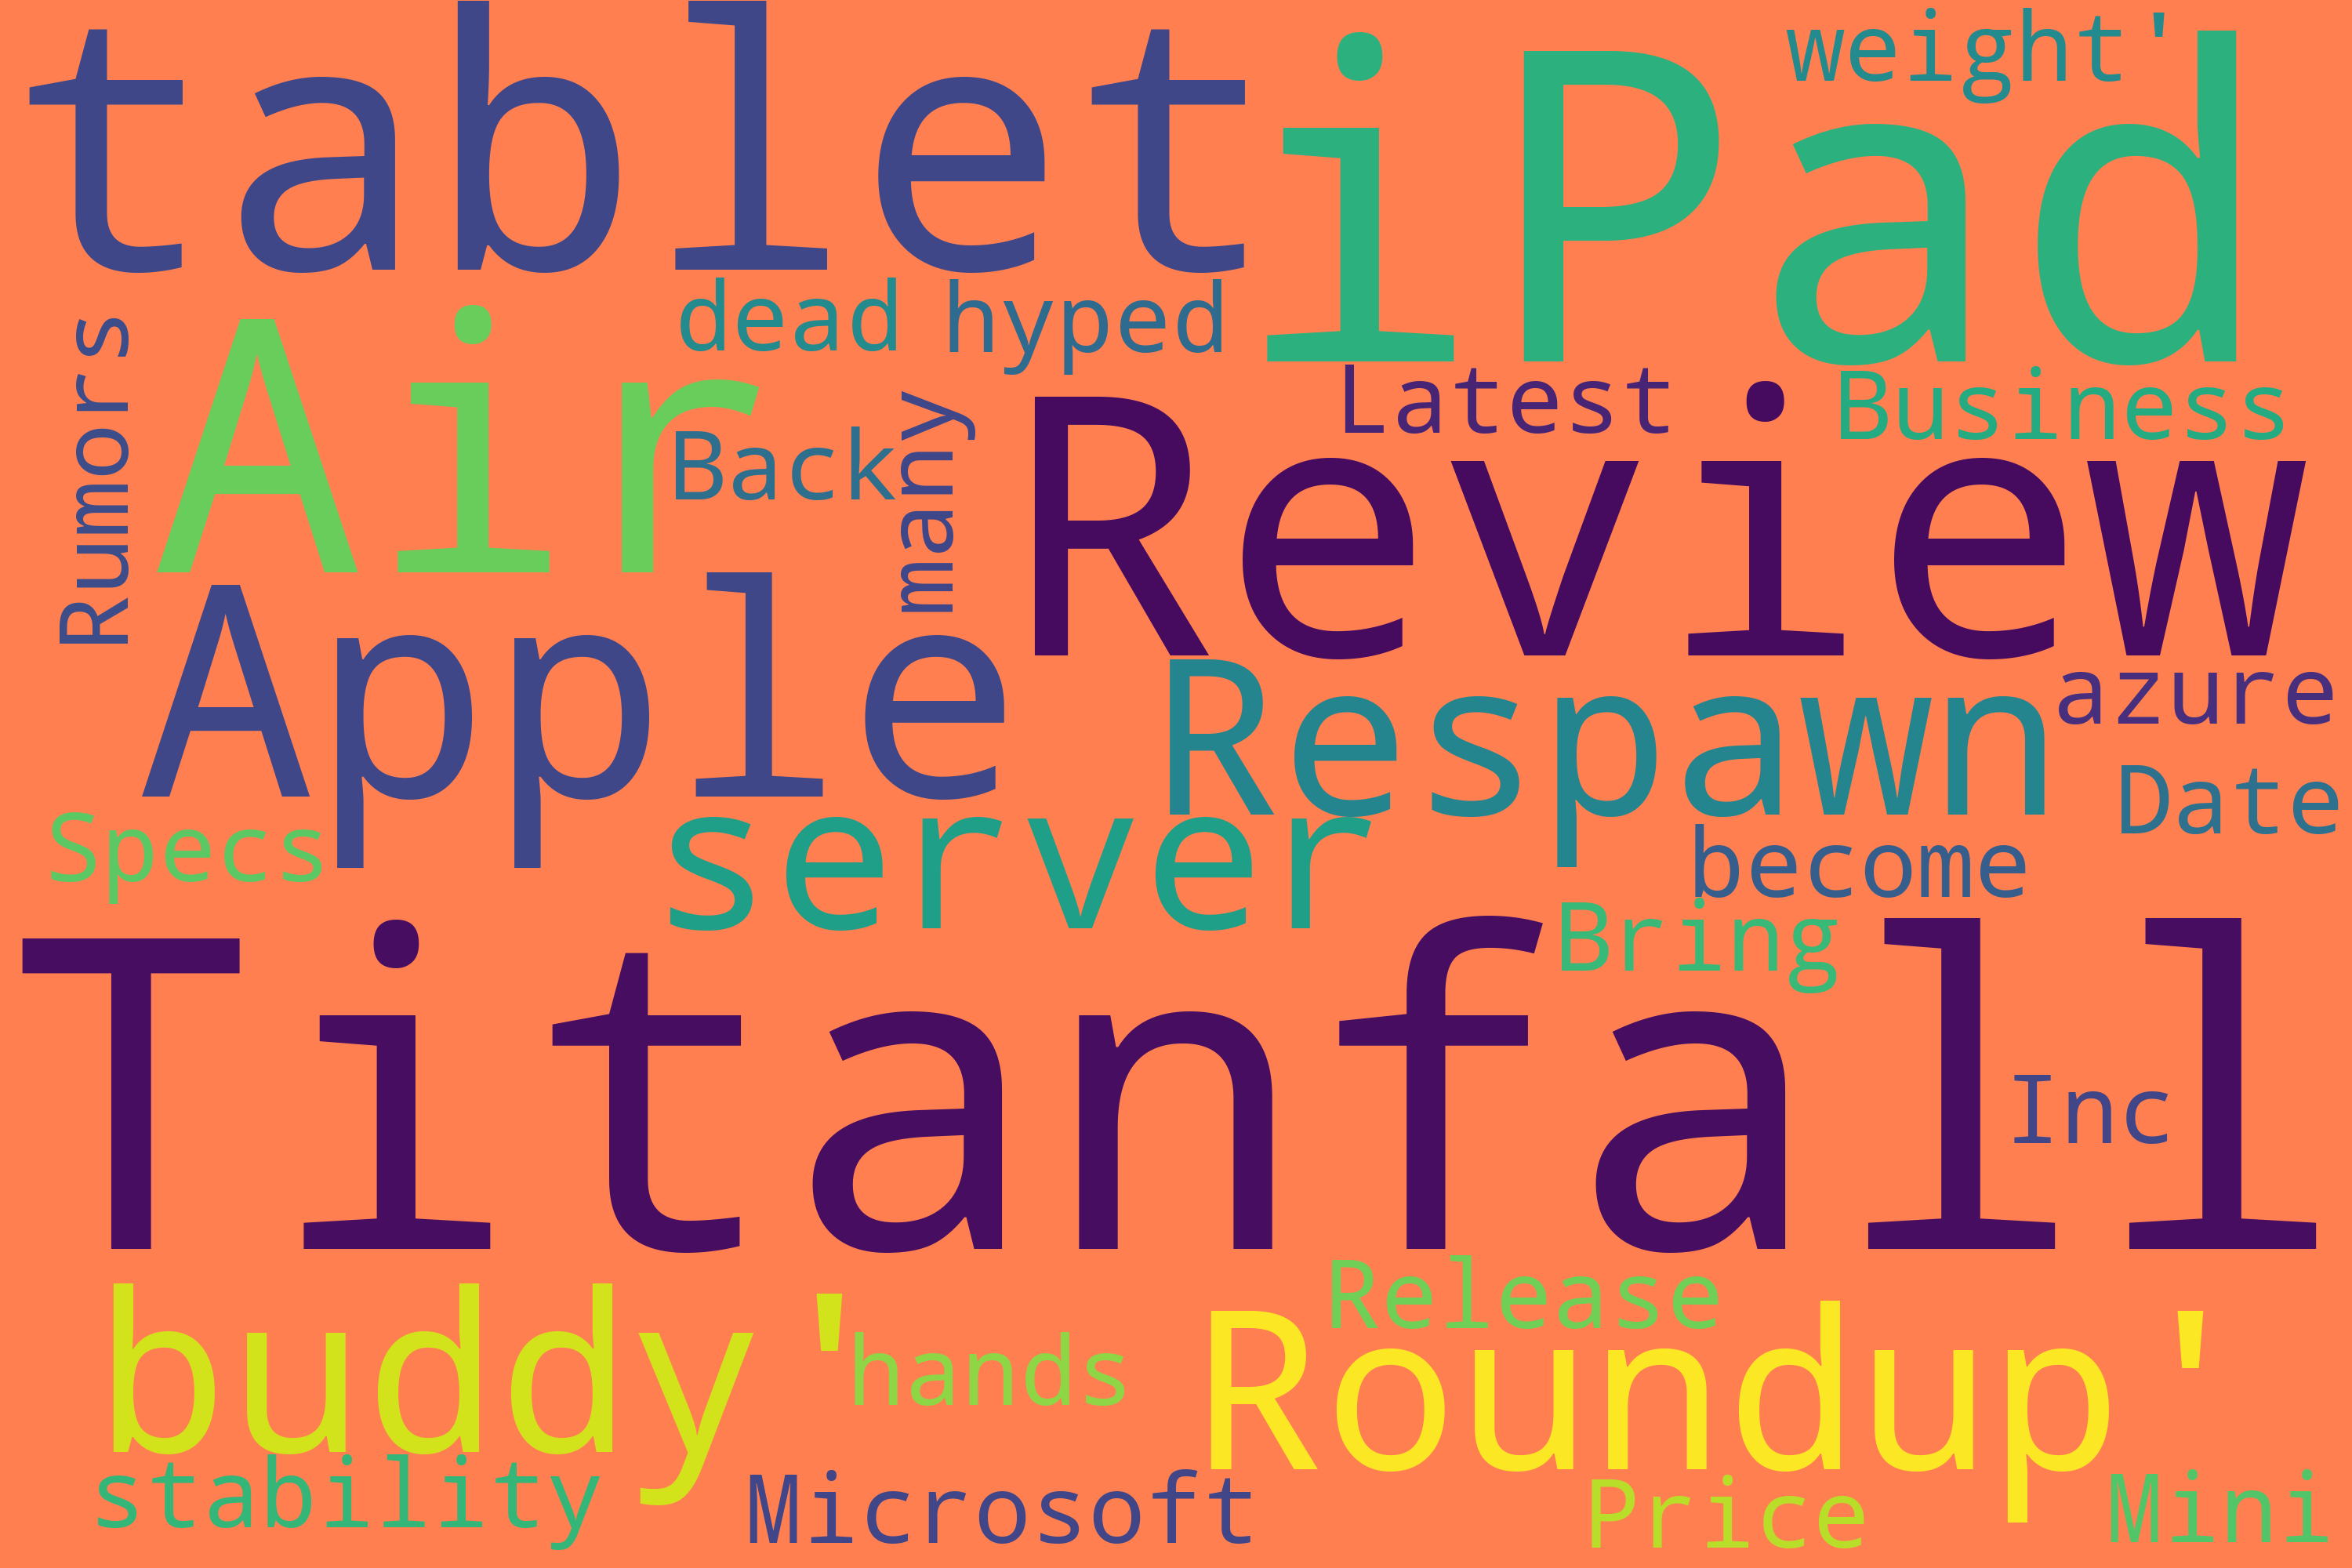 tablet iPad weight'
dead hyped
Rumors Air Back many Latest Business
Review
Apple Respawn azure
Date
Specs server become
Bring
Titanfall
Inc
Release
buddy' hands Roundup'
stability Microsoft Price Mini